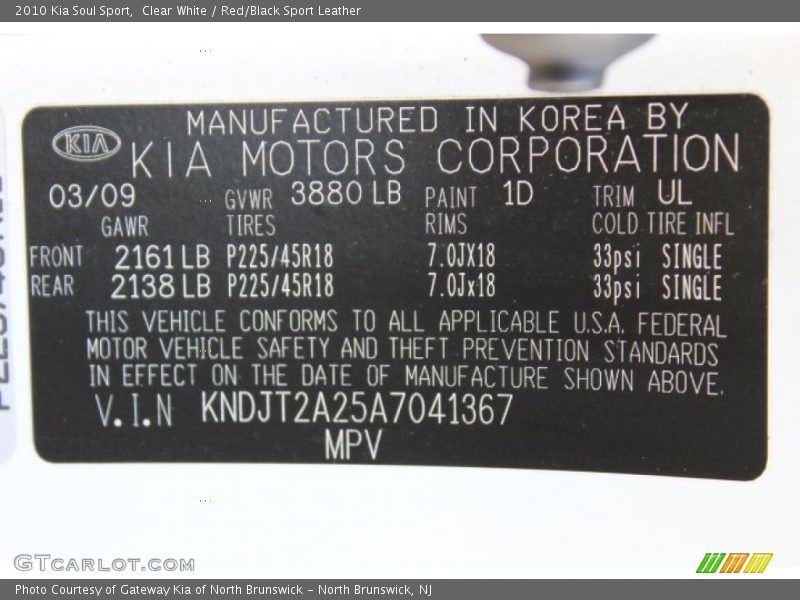 2010 Kia Soul Sport,  Clear White / Red/Black Sport Leather
MANUFACTURED IN KOREA BY
KIA KIA MOTORS CORPORATION
03/09 GVWR 3880 LB PAINT 1D TRIM UL
GAWR TIRES RIMS COLD TIRE INFL
FRONT 2161 LB P225/45R18 7.0JX18 33psi SINGLE
REAR 2138 LB P225/45R18 7.0Jx18 33psi SINGLE
THIS VEHICLE CONFORMS TO ALL APPLICABLE U.S.A. FEDERAL
MOTOR VEHICLE SAFETY AND THEFT PREVENTION STANDARDS
IN EFFECT ON THE DATE OF MANUFACTURE SHOWN ABOVE.
V.I.N KNDJT2A25A7041367
MPV
GTCARLOT.COM
Photo Courtesy of Gateway Kia of North Brunswick - North Brunswick, NJ